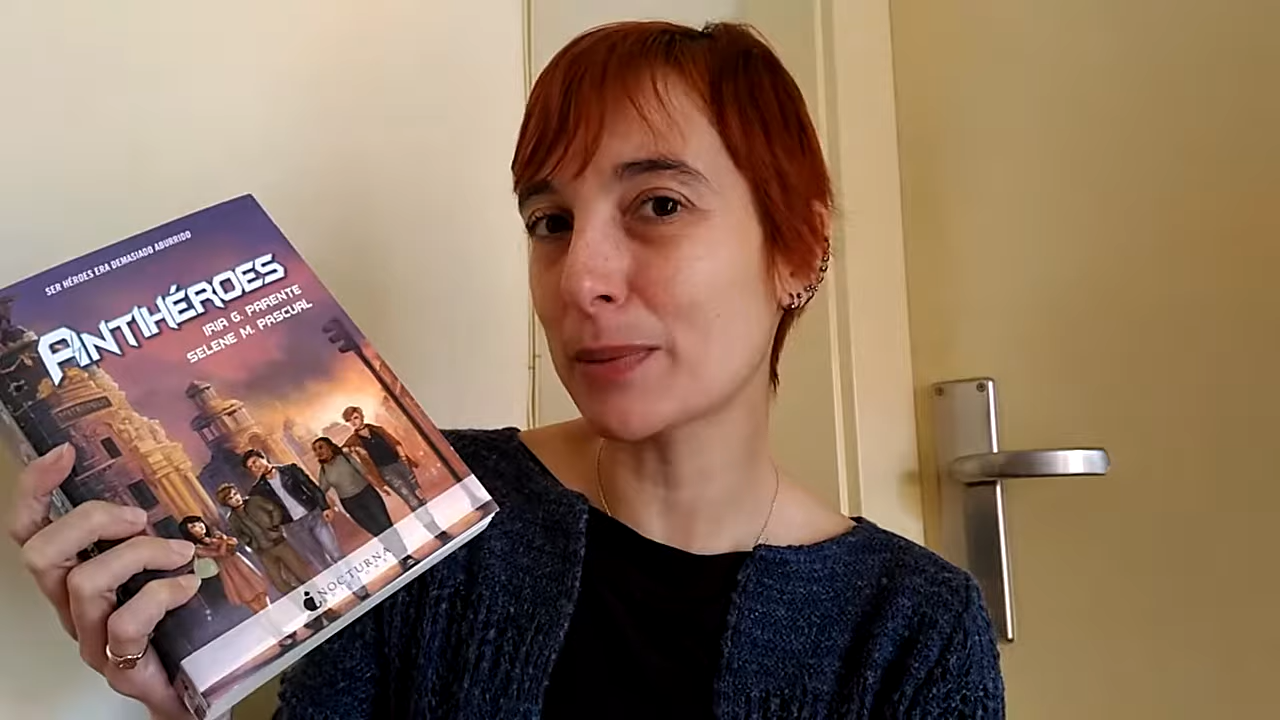 SER HÉROES ERA DEMASIADO ABURRIDO
ANTIHÉROES
IRIA G. PARENTE
SELENE M. PASCUAL
NOCTURNA